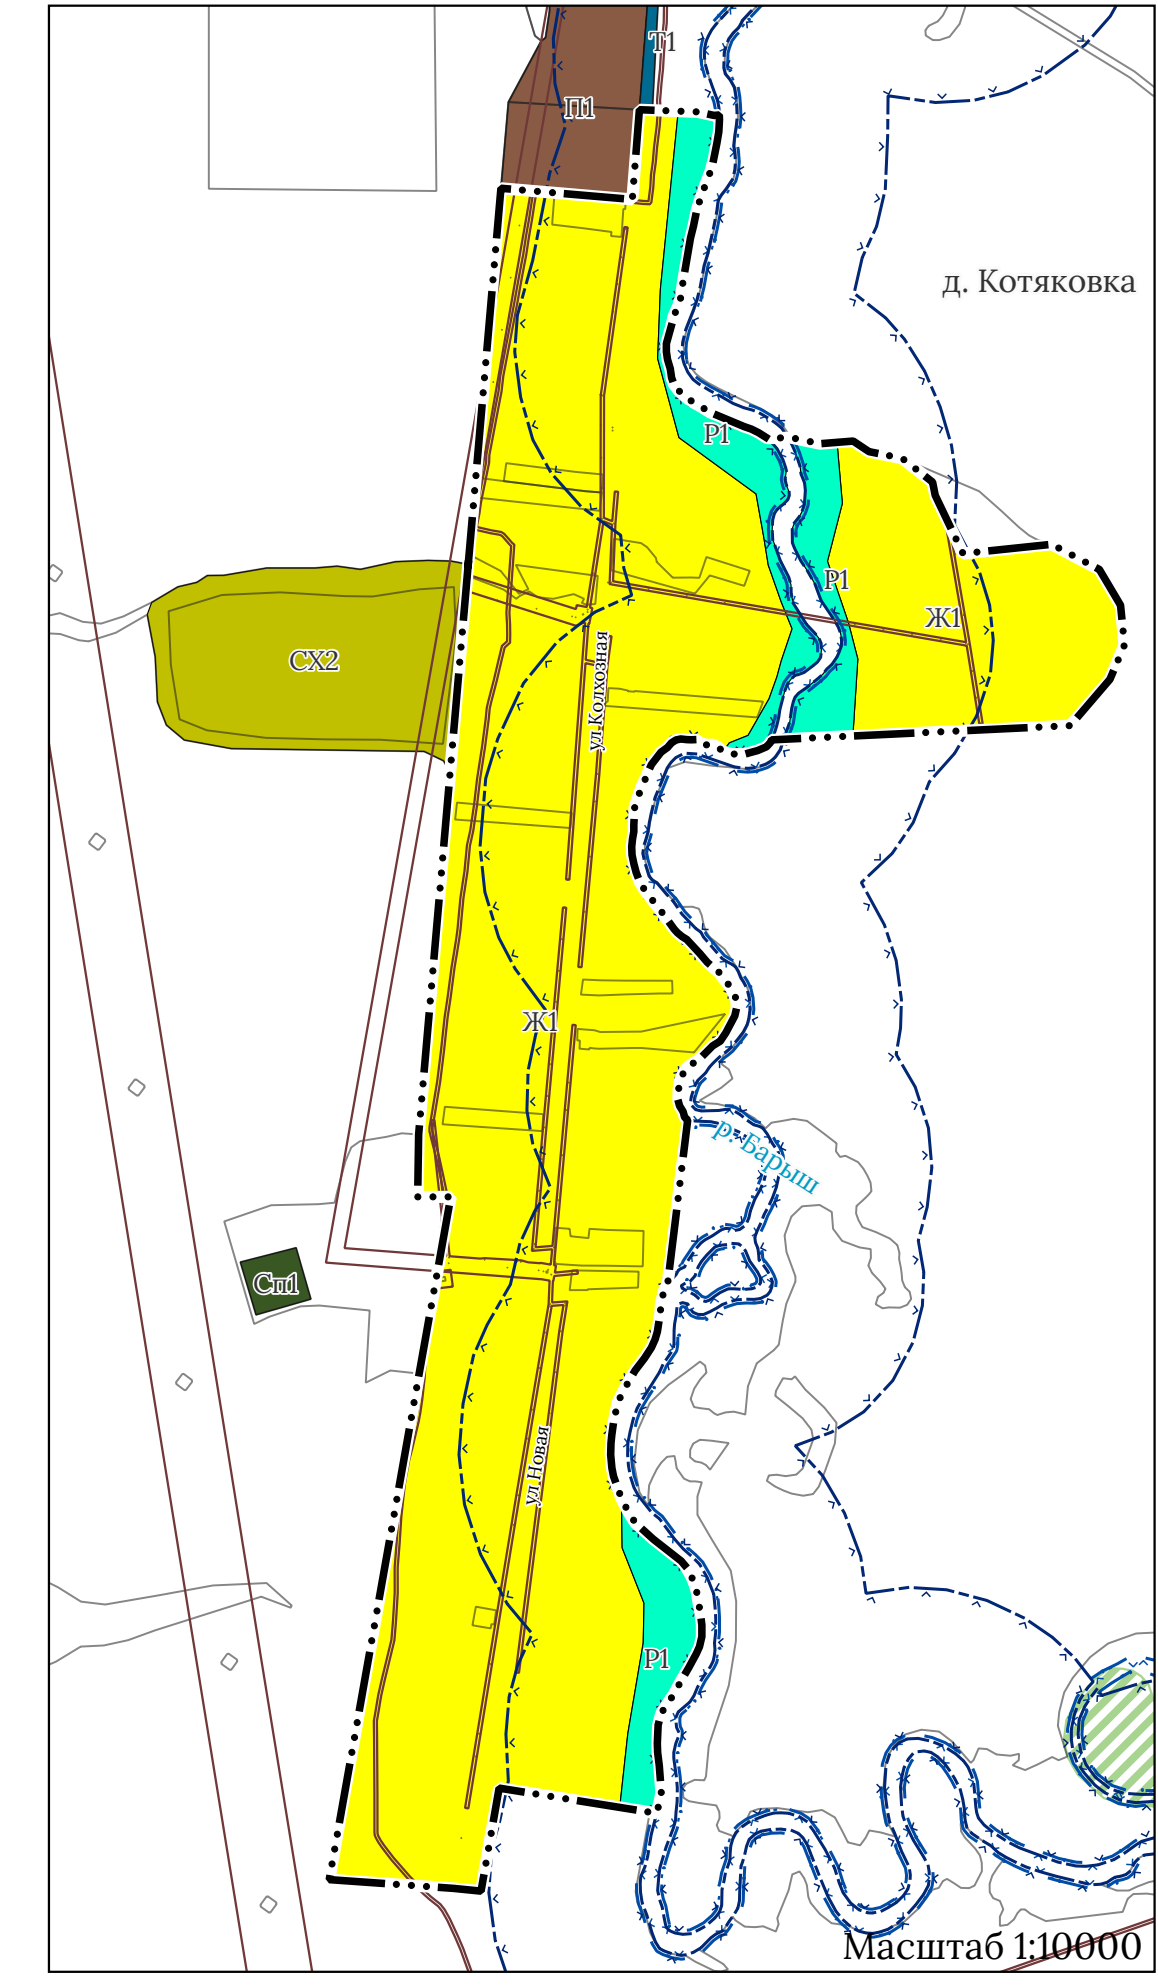 Т1
П1
д. Котяковка
Р1
Р1
Ж1
СХ2
ул Колхозная
Ж1
р. Барыш
Сп1
ул Новая
Р1
Масштаб 1:10000